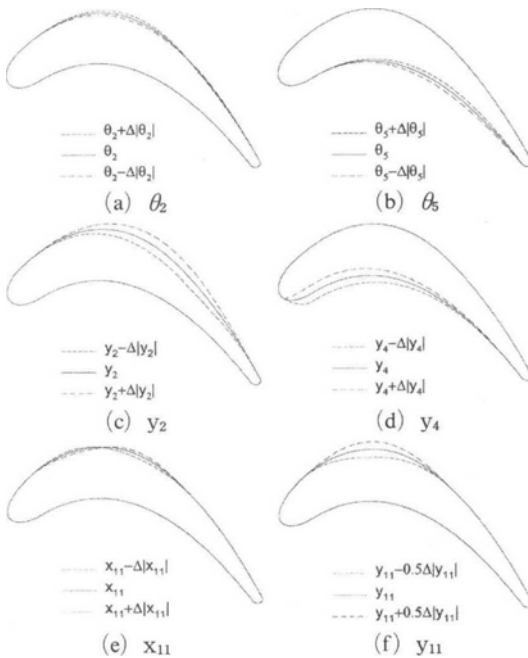 θ₂+Δ|θ₂|
θ₂
θ₂−Δ|θ₂|
(a) θ₂
θ₅+Δ|θ₅|
θ₅
θ₅−Δ|θ₅|
(b) θ₅
y₂−Δ|y₂|
y₂
y₂+Δ|y₂|
(c) y₂
y₄−Δ|y₄|
y₄
y₄+Δ|y₄|
(d) y₄
x₁₁−Δ|x₁₁|
x₁₁
x₁₁+Δ|x₁₁|
(e) x₁₁
y₁₁−0.5Δ|y₁₁|
y₁₁
y₁₁+0.5Δ|y₁₁|
(f) y₁₁